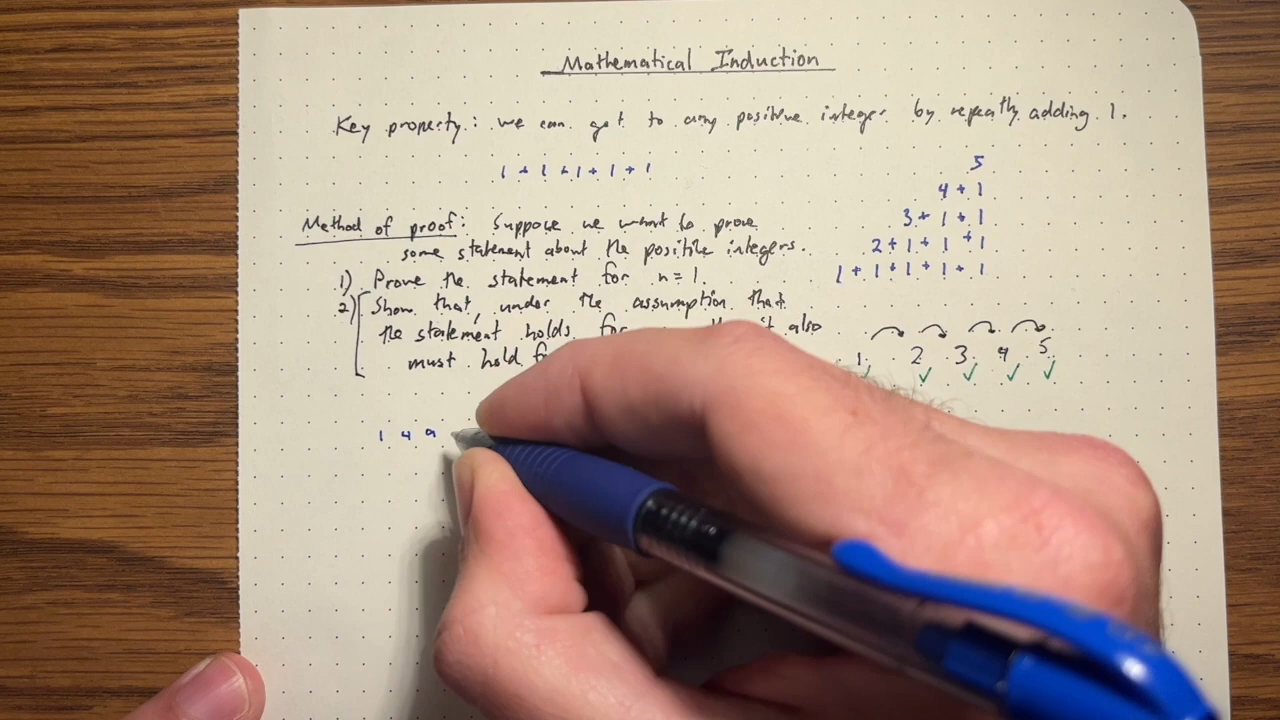 Mathematical Induction
Key property: we can get to any positive integer by repeatly adding 1.
1 + 1 + 1 + 1 + 1
5
4 + 1
3 + 1 + 1
2 + 1 + 1 + 1
1 + 1 + 1 + 1 + 1
Method of proof: Suppose we want to prove
some statement about the positive integers.
1) Prove the statement for n = 1.
2) Show that, under the assumption that
the statement holds for it also
must hold
1 2 3 4 5
✓ ✓ ✓ ✓ ✓
1 4 9